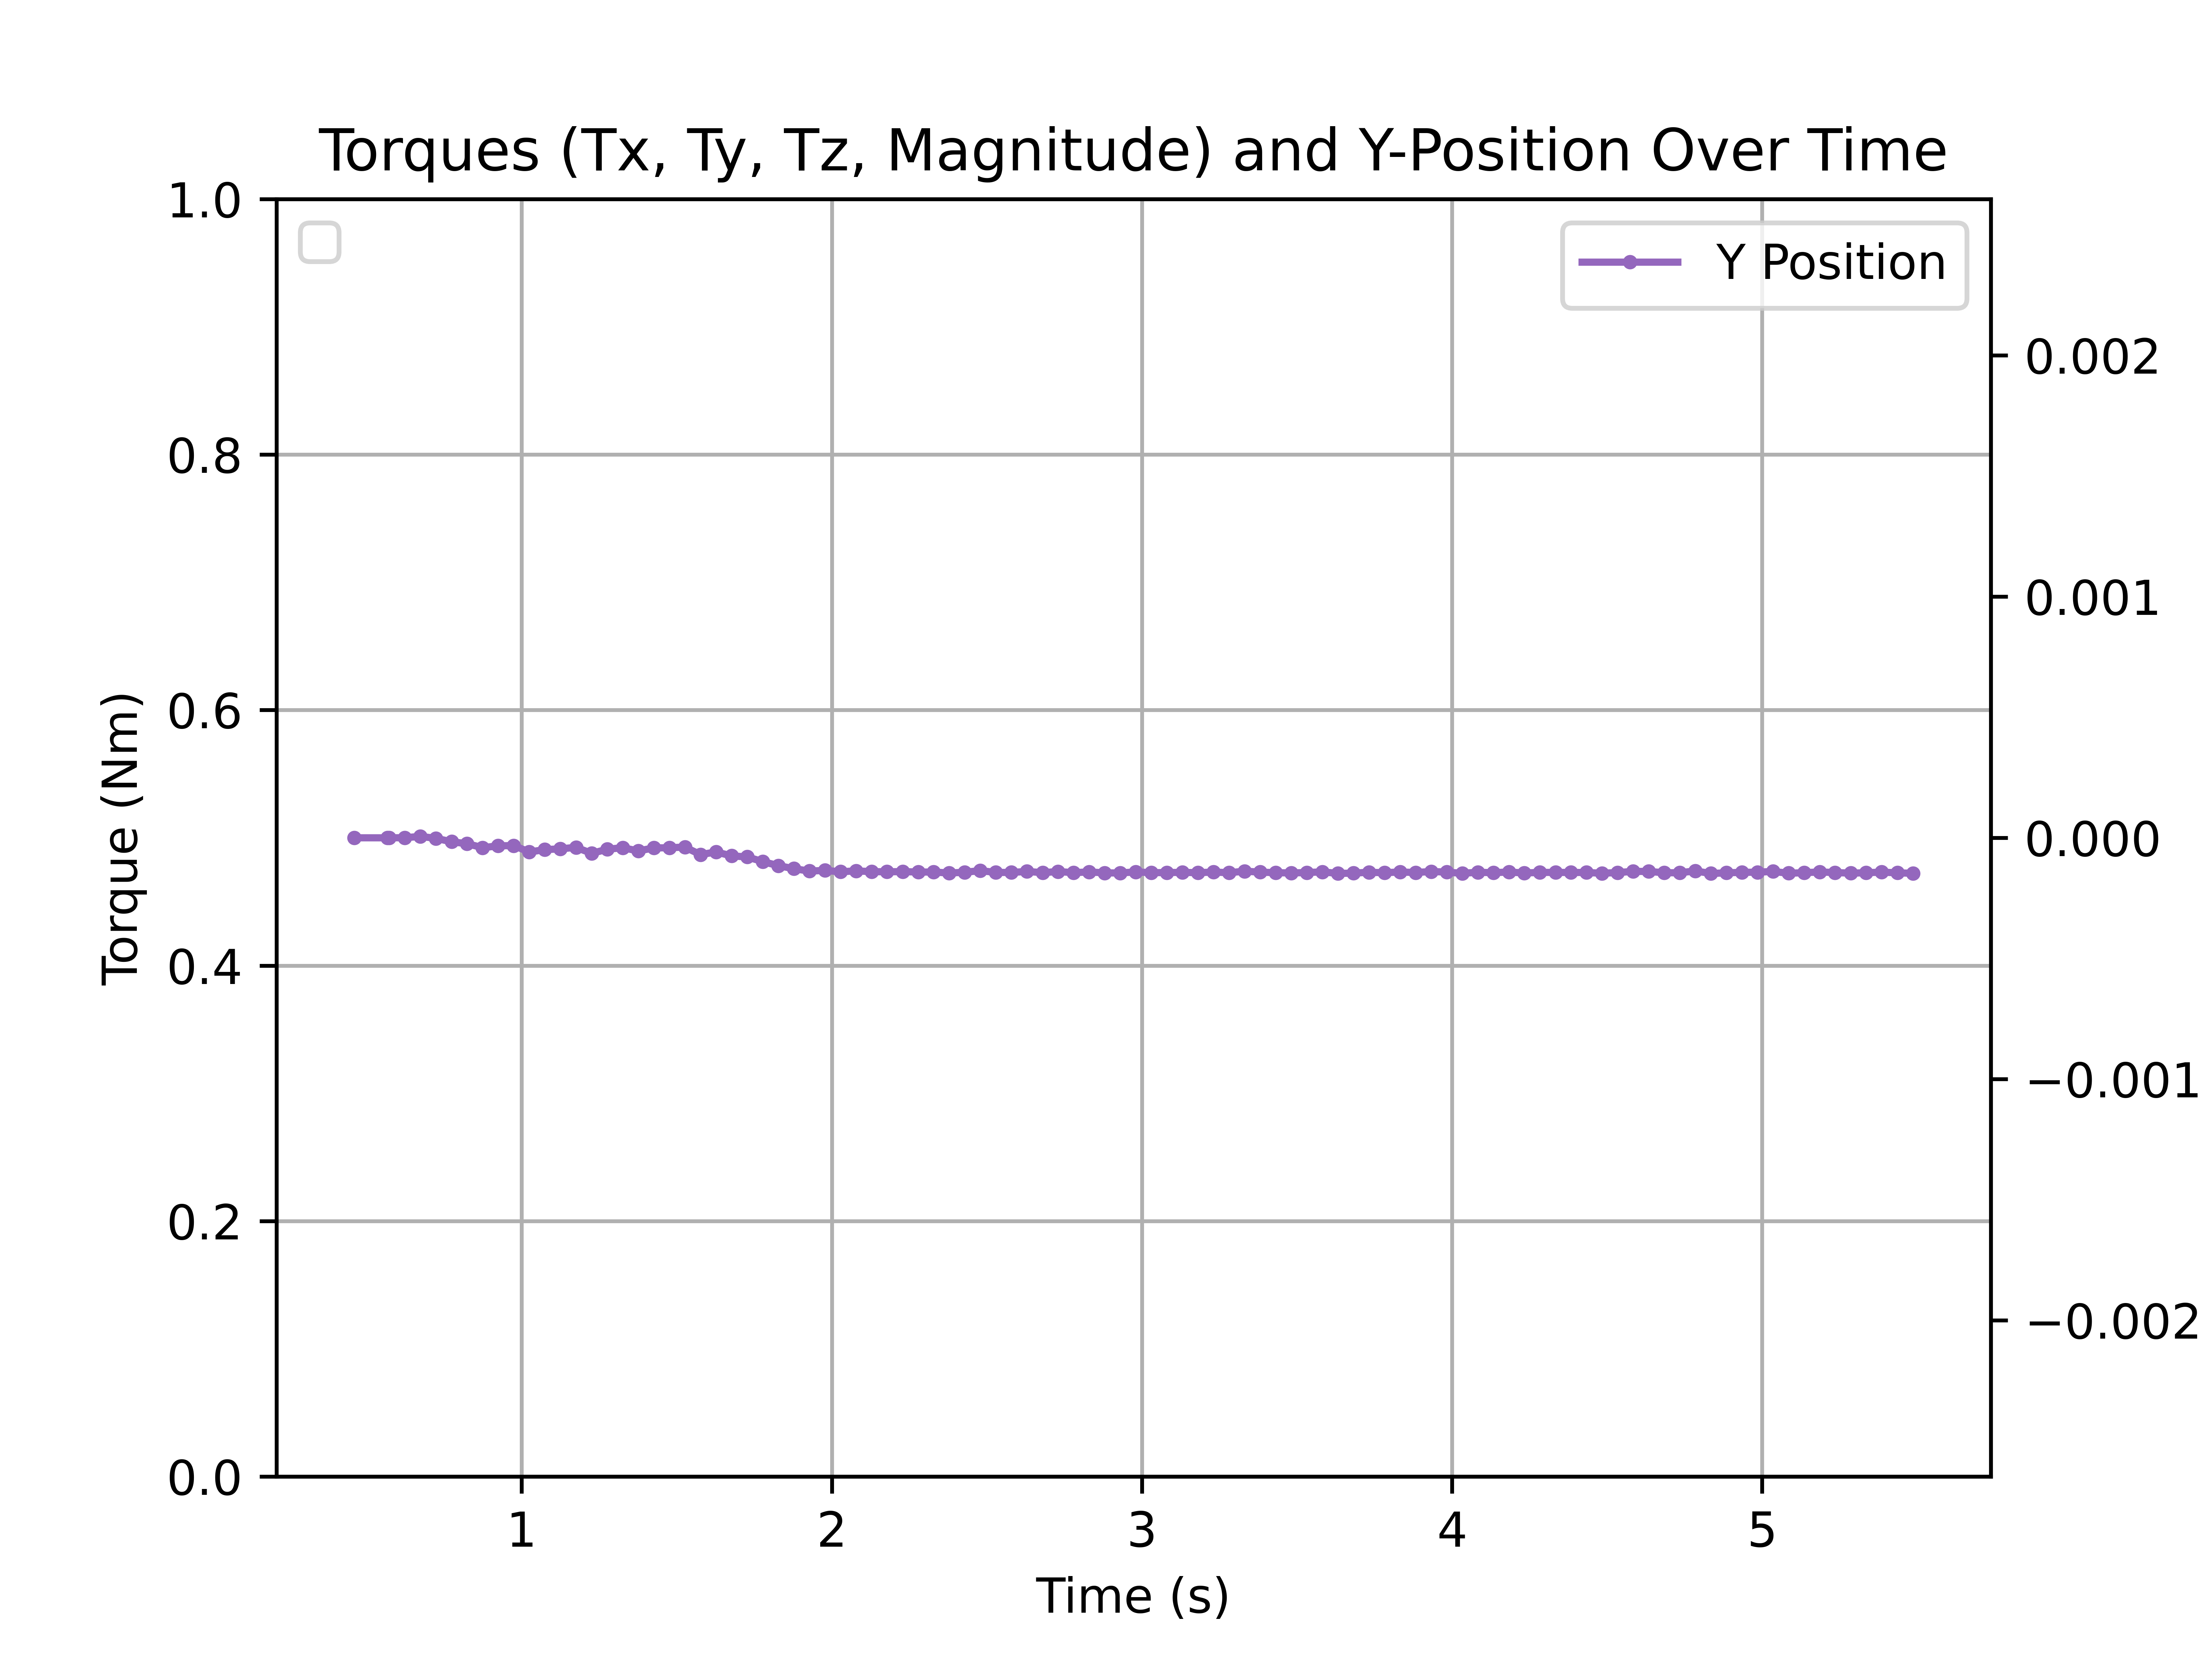 Torques (Tx, Ty, Tz, Magnitude) and Y-Position Over Time
Y Position
Torque (Nm)
1.0
0.8
0.6
0.4
0.2
0.0
0.002
0.001
0.000
−0.001
−0.002
1 2 3 4 5
Time (s)